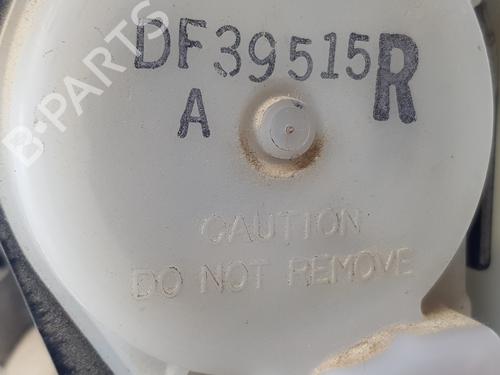 DF39515R
A
CAUTION
DO NOT REMOVE
B-PARTS